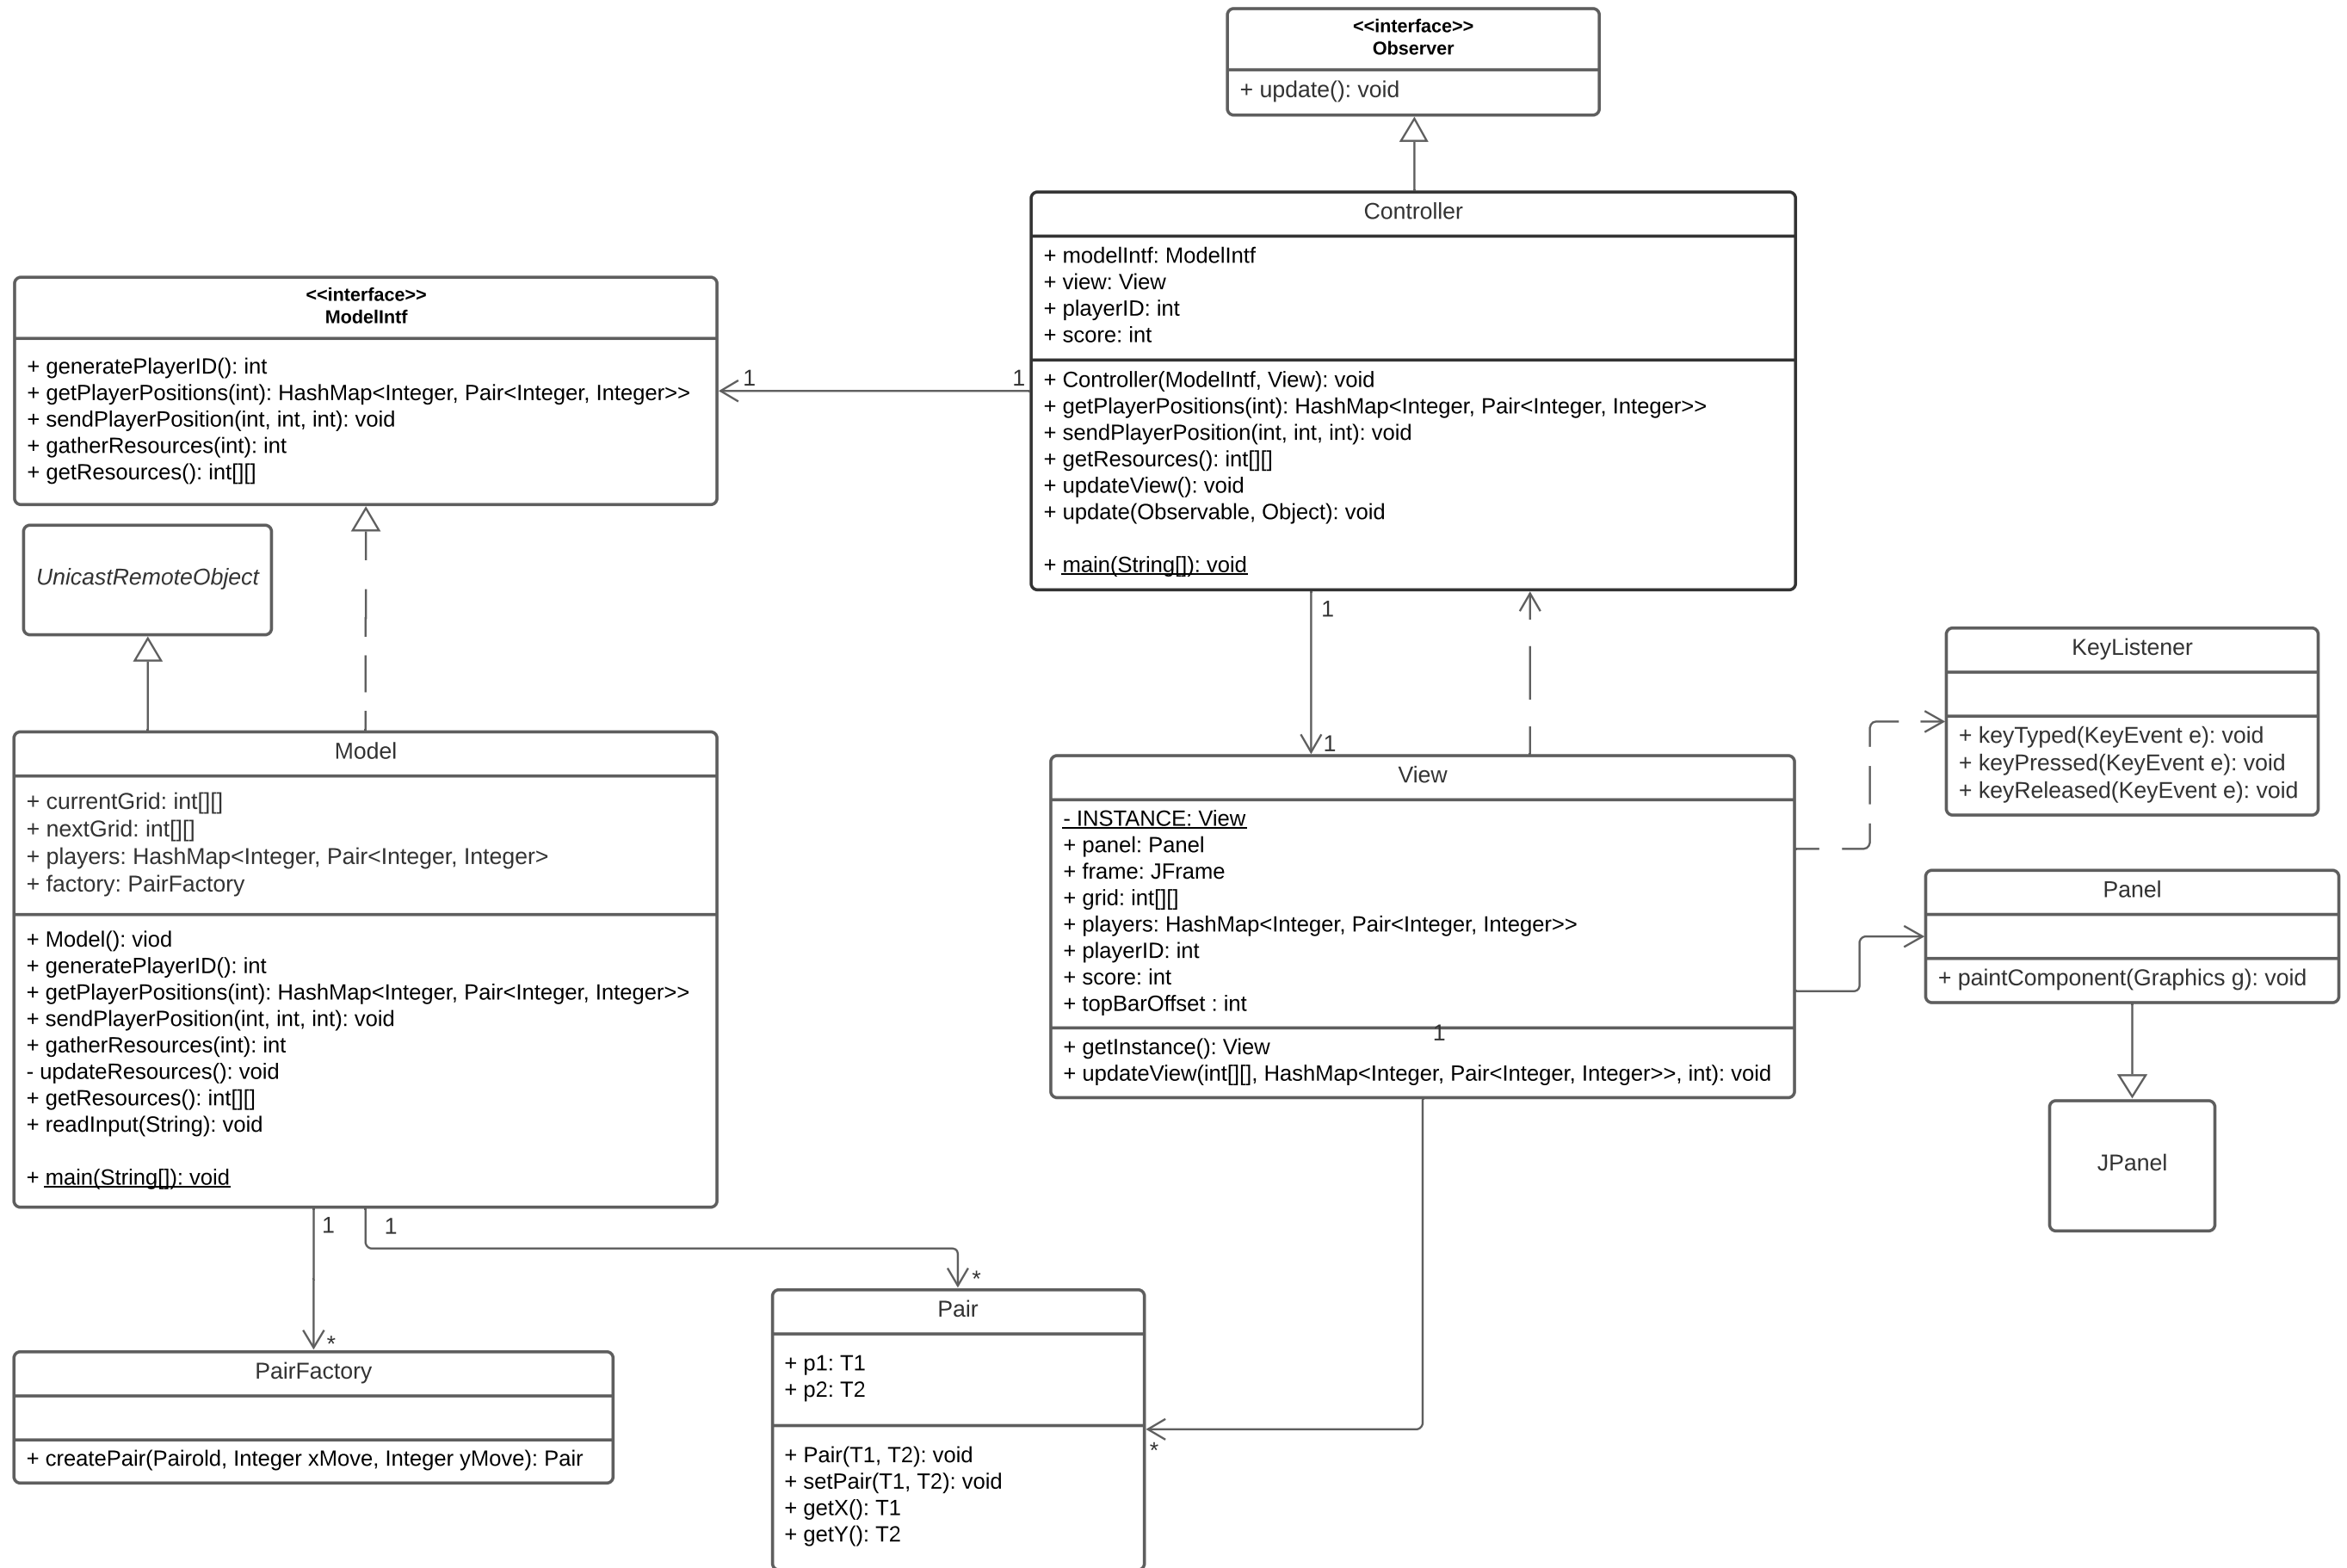 <<interface>>
Observer
+ update(): void
Controller
+ modelIntf: ModelIntf
+ view: View
+ playerID: int
+ score: int
+ Controller(ModelIntf, View): void
+ getPlayerPositions(int): HashMap<Integer, Pair<Integer, Integer>>
+ sendPlayerPosition(int, int, int): void
+ getResources(): int[][]
+ updateView(): void
+ update(Observable, Object): void
+ main(String[]): void
<<interface>>
ModelIntf
+ generatePlayerID(): int
+ getPlayerPositions(int): HashMap<Integer, Pair<Integer, Integer>>
+ sendPlayerPosition(int, int, int): void
+ gatherResources(int): int
+ getResources(): int[][]
1
1
UnicastRemoteObject
1
1
Model
+ currentGrid: int[][]
+ nextGrid: int[][]
+ players: HashMap<Integer, Pair<Integer, Integer>
+ factory: PairFactory
+ Model(): viod
+ generatePlayerID(): int
+ getPlayerPositions(int): HashMap<Integer, Pair<Integer, Integer>>
+ sendPlayerPosition(int, int, int): void
+ gatherResources(int): int
- updateResources(): void
+ getResources(): int[][]
+ readInput(String): void
+ main(String[]): void
View
- INSTANCE: View
+ panel: Panel
+ frame: JFrame
+ grid: int[][]
+ players: HashMap<Integer, Pair<Integer, Integer>>
+ playerID: int
+ score: int
+ topBarOffset : int
1
+ getInstance(): View
+ updateView(int[][], HashMap<Integer, Pair<Integer, Integer>>, int): void
KeyListener
+ keyTyped(KeyEvent e): void
+ keyPressed(KeyEvent e): void
+ keyReleased(KeyEvent e): void
Panel
+ paintComponent(Graphics g): void
JPanel
1
1
*
*
PairFactory
+ createPair(Pairold, Integer xMove, Integer yMove): Pair
Pair
+ p1: T1
+ p2: T2
+ Pair(T1, T2): void
+ setPair(T1, T2): void
+ getX(): T1
+ getY(): T2
*